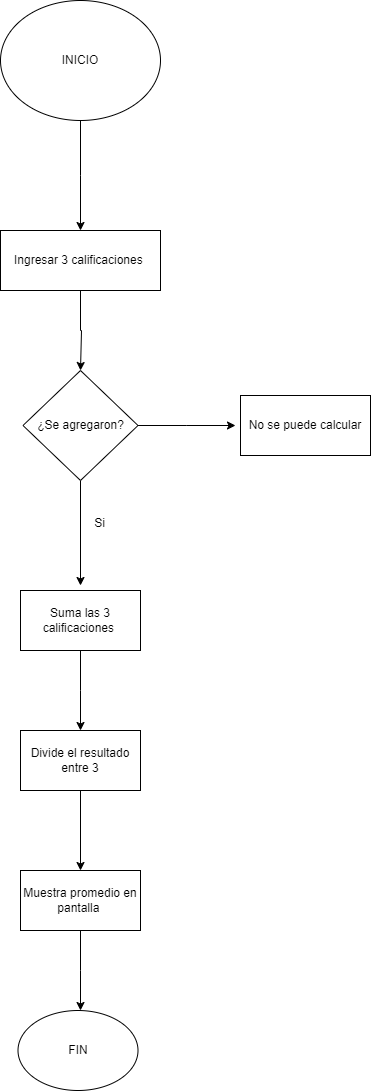 INICIO
Ingresar 3 calificaciones
¿Se agregaron?
No se puede calcular
Si
Suma las 3
calificaciones
Divide el resultado
entre 3
Muestra promedio en
pantalla
FIN